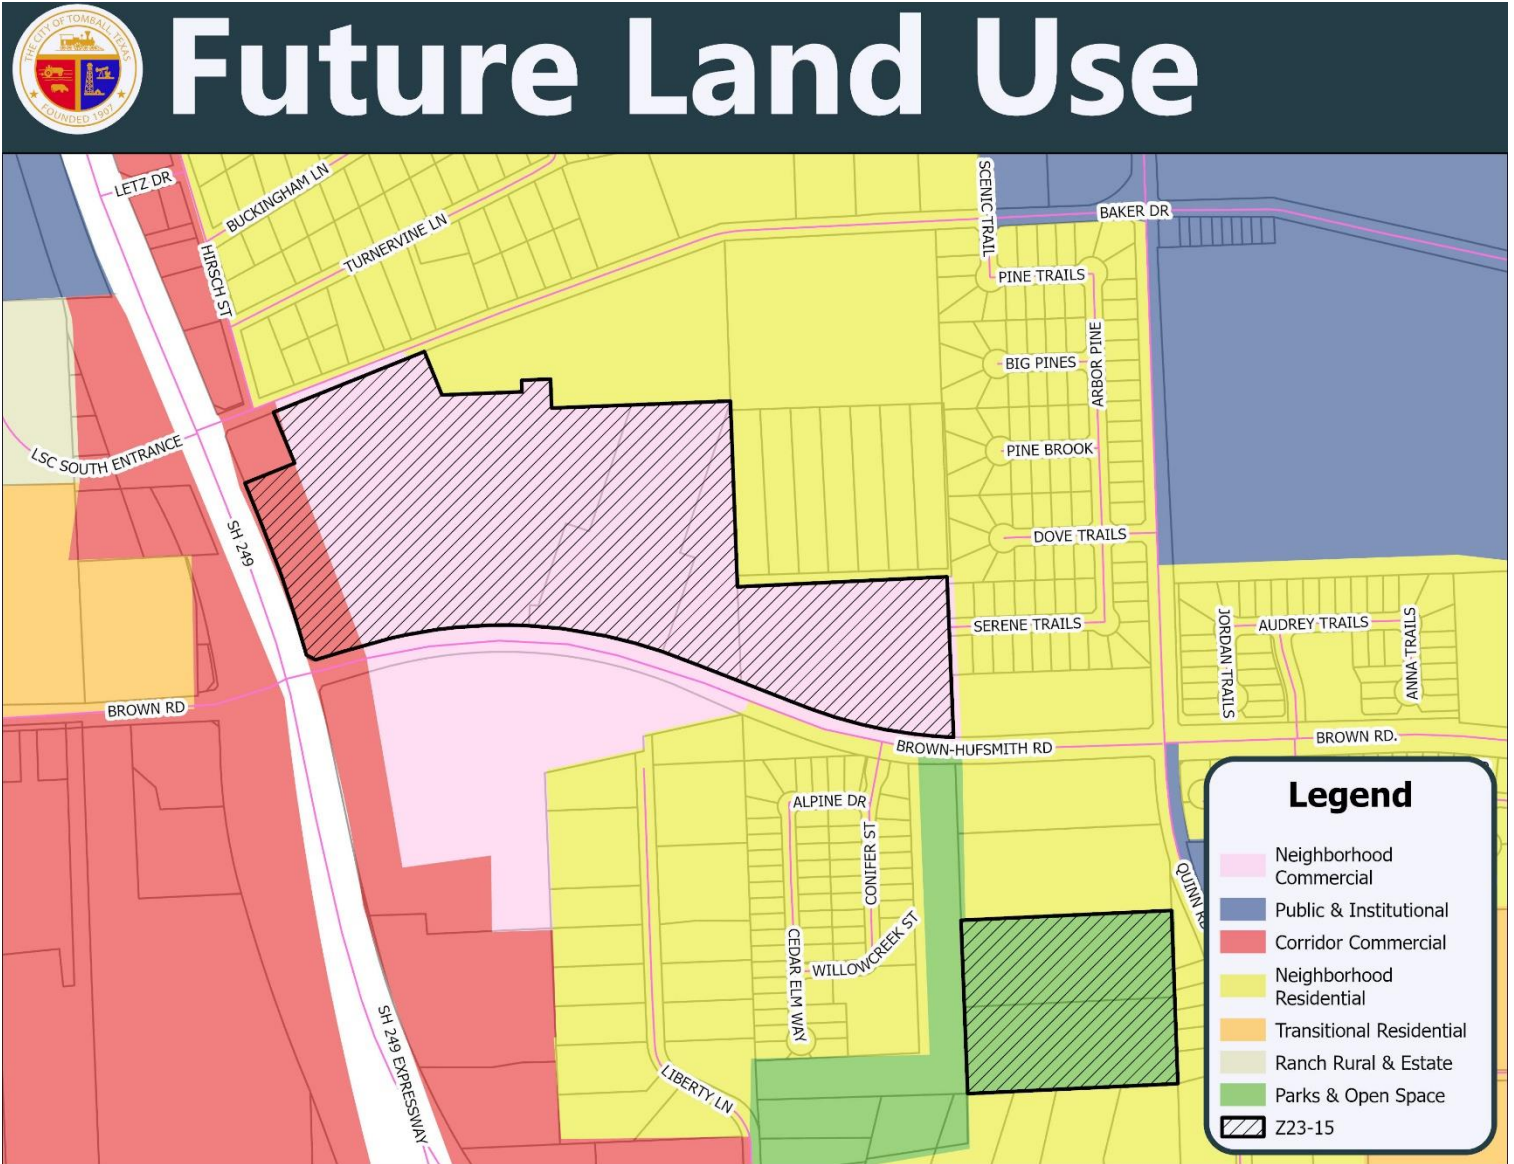 THE CITY OF TOMBALL, TEXAS
FOUNDED 1907
Future Land Use
LETZ DR
BUCKINGHAM LN
TURNERVINE LN
HIRSCH ST
SCENIC TRAIL
BAKER DR
PINE TRAILS
BIG PINES
ARBOR PINE
PINE BROOK
LSC SOUTH ENTRANCE
SH 249
DOVE TRAILS
SERENE TRAILS
JORDAN TRAILS
AUDREY TRAILS
ANNA TRAILS
BROWN RD
BROWN-HUFSMITH RD
BROWN RD.
ALPINE DR
CONIFER ST
CEDAR ELM WAY
WILLOWCREEK ST
QUINN RD
LIBERTY LN
SH 249 EXPRESSWAY
Legend
Neighborhood
Commercial
Public & Institutional
Corridor Commercial
Neighborhood
Residential
Transitional Residential
Ranch Rural & Estate
Parks & Open Space
Z23-15